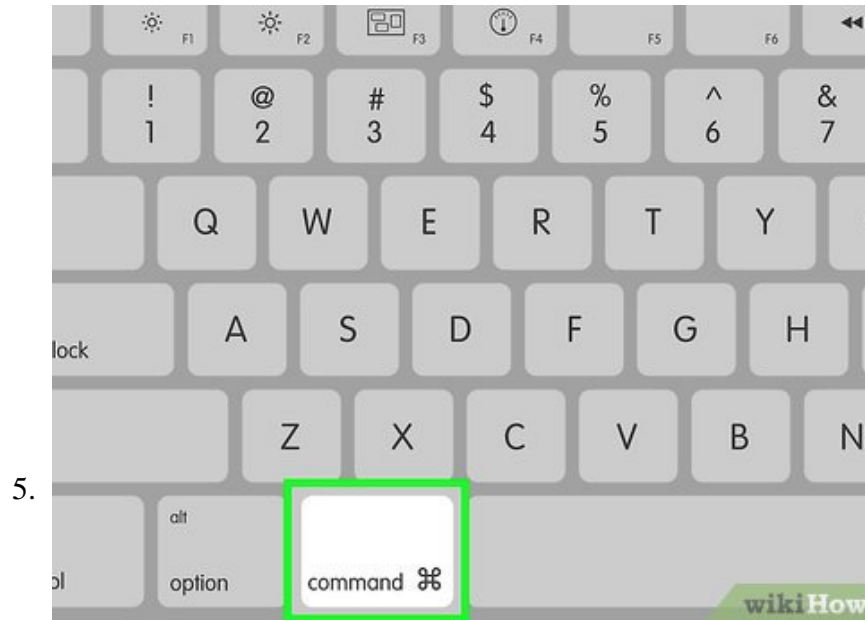 F1 F2 F3 F4 F5 F6
! @ # $ % ^ &
1 2 3 4 5 6 7
Q W E R T Y
lock A S D F G H
Z X C V B N
5.
alt
ol option command ⌘
wikiHow